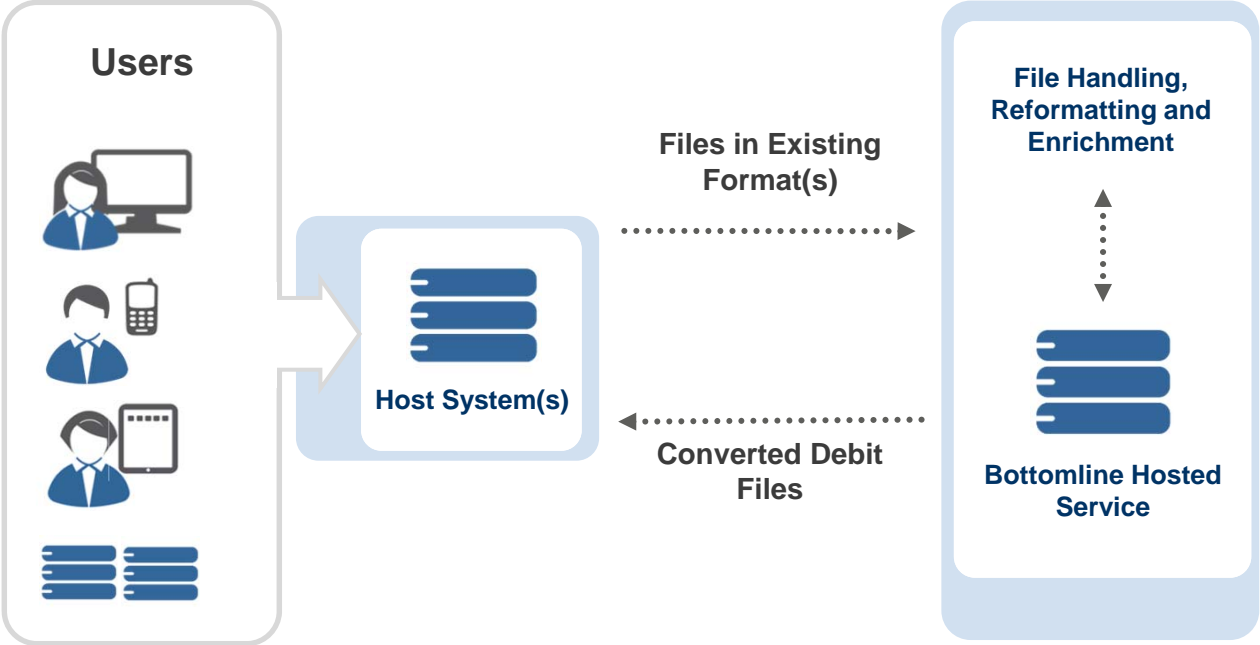 Users
Files in Existing
Format(s)
Host System(s)
Converted Debit
Files
File Handling,
Reformatting and
Enrichment
Bottomline Hosted
Service